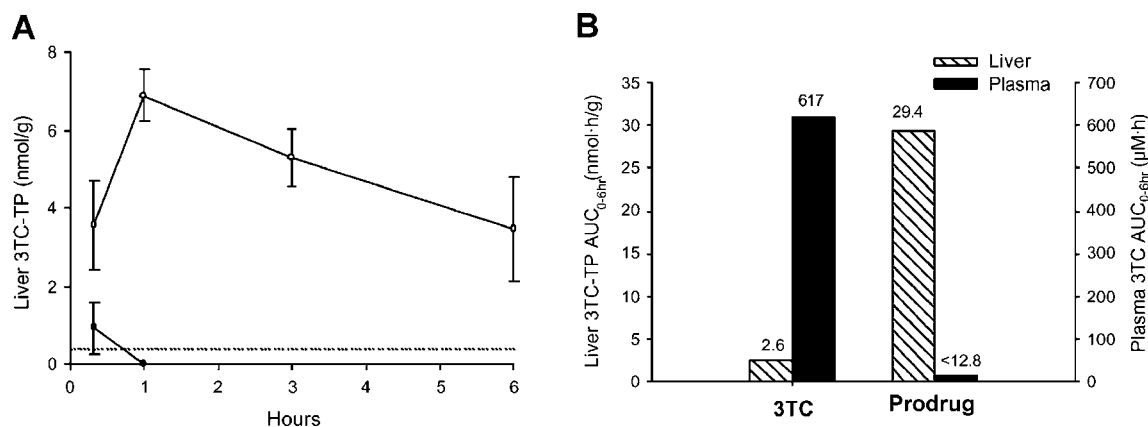 A
Liver 3TC-TP (nmol/g)
8
6
4
2
0
0 1 2 3 4 5 6
Hours
B
Liver
Plasma
Liver 3TC-TP AUC0-6hr(nmol·h/g)
35
30
25
20
15
10
5
0
617
29.4
2.6
<12.8
3TC Prodrug
700
600
500
400
300
200
100
0
Plasma 3TC AUC0-6hr (µM·h)